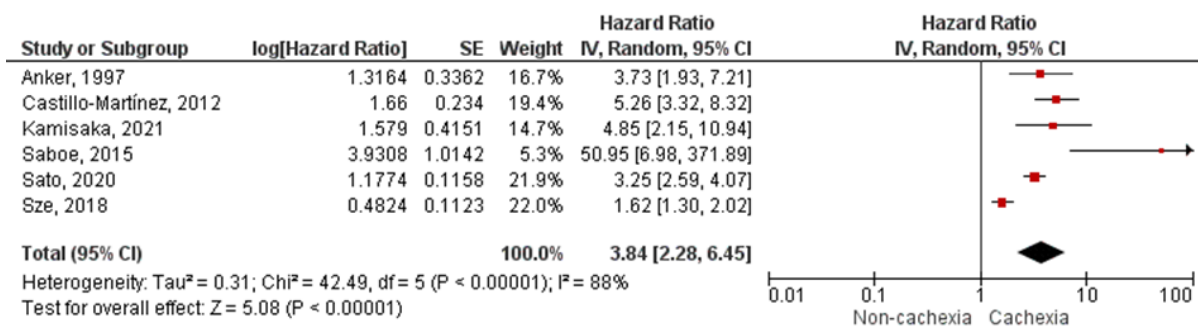 Hazard Ratio Hazard Ratio
Study or Subgroup log[Hazard Ratio] SE Weight IV, Random, 95% CI IV, Random, 95% CI
Anker, 1997 1.3164 0.3362 16.7% 3.73 [1.93, 7.21]
Castillo-Martínez, 2012 1.66 0.234 19.4% 5.26 [3.32, 8.32]
Kamisaka, 2021 1.579 0.4151 14.7% 4.85 [2.15, 10.94]
Saboe, 2015 3.9308 1.0142 5.3% 50.95 [6.98, 371.89]
Sato, 2020 1.1774 0.1158 21.9% 3.25 [2.59, 4.07]
Sze, 2018 0.4824 0.1123 22.0% 1.62 [1.30, 2.02]
Total (95% CI) 100.0% 3.84 [2.28, 6.45]
Heterogeneity: Tau² = 0.31; Chi² = 42.49, df = 5 (P < 0.00001); I² = 88%
Test for overall effect: Z = 5.08 (P < 0.00001)
0.01 0.1 1 10 100
Non-cachexia Cachexia